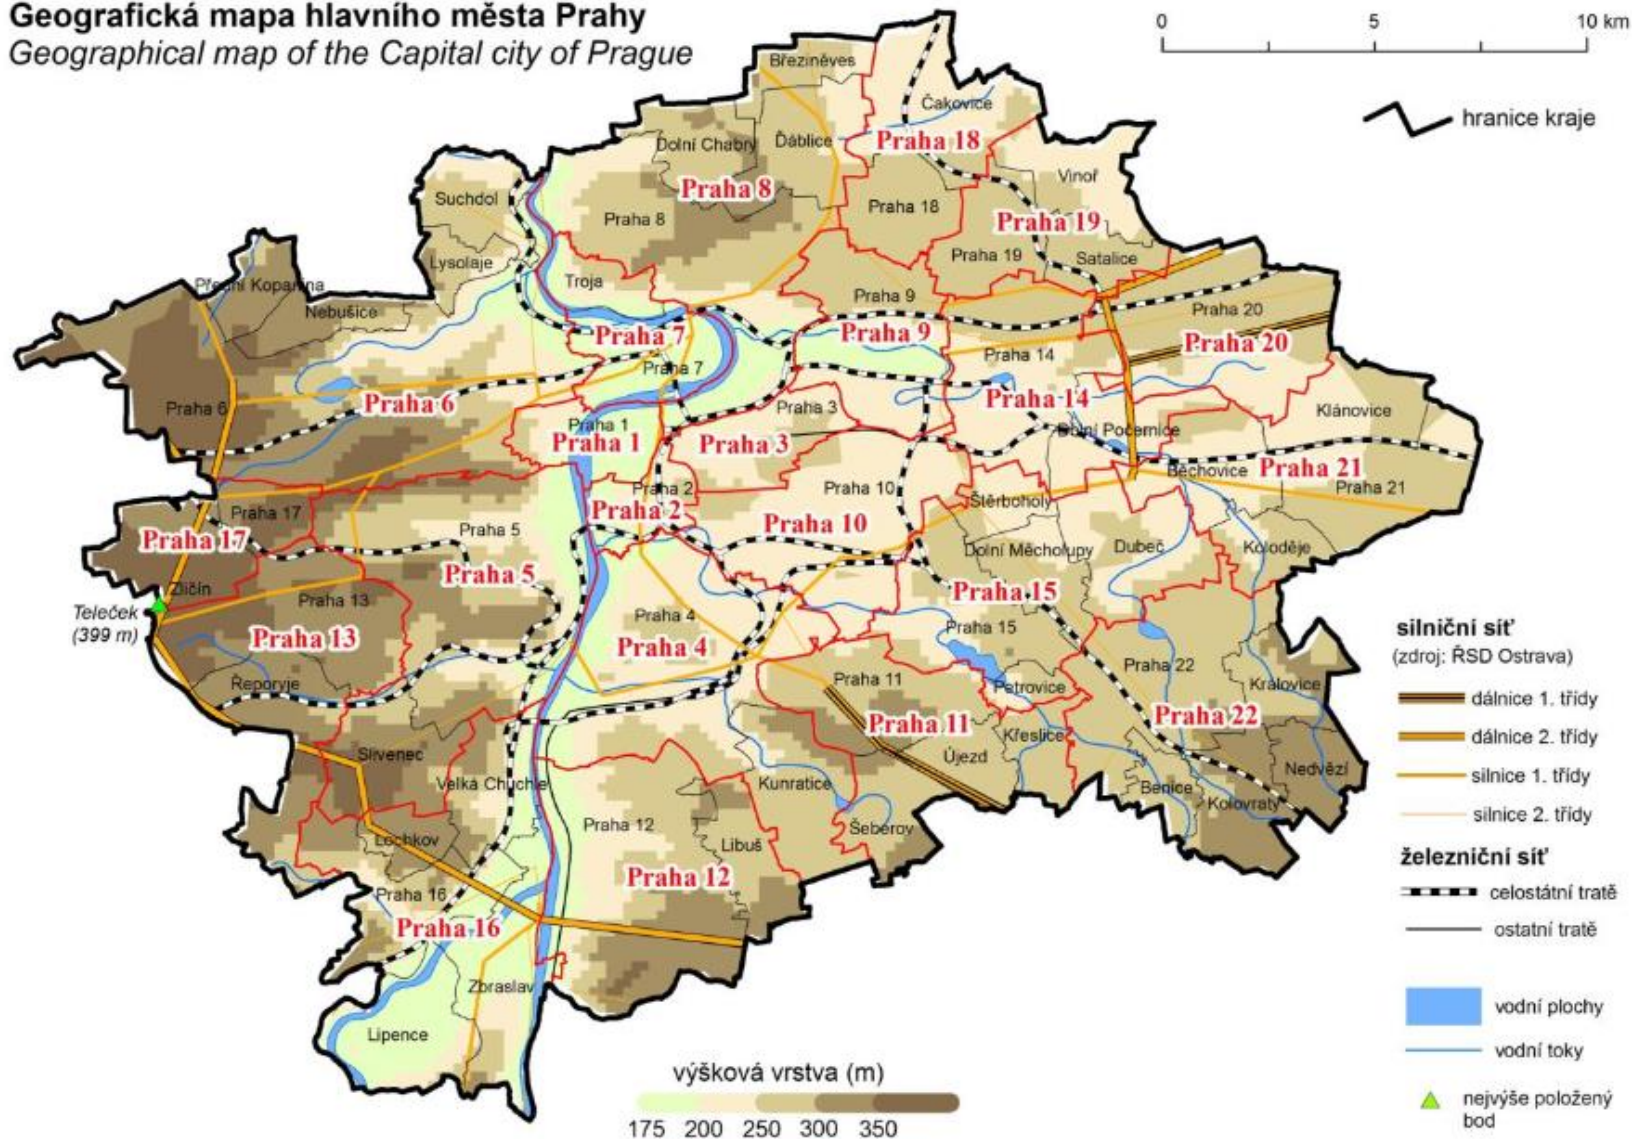 Geografická mapa hlavního města Prahy
Geographical map of the Capital city of Prague
0 5 10 km
hranice kraje
Březiněves
Čakovice
Praha 18
Dolní Chabry
Ďáblice
Praha 8
Vinoř
Suchdol
Praha 8
Praha 18
Praha 19
Praha 19
Satalice
Lysolaje
Troja
Přední Kopanina
Nebušice
Praha 9
Praha 20
Praha 7
Praha 9
Praha 20
Praha 7
Praha 14
Praha 6
Praha 6
Praha 3
Praha 14
Klánovice
Praha 1
Praha 1
Praha 3
Dolní Počernice
Běchovice
Praha 21
Praha 21
Praha 2
Praha 10
Štěrboholy
Praha 17
Praha 2
Praha 10
Praha 17
Praha 5
Dolní Měcholupy
Dubeč
Koloděje
Praha 5
Zličín
Praha 15
Teleček
(399 m)
Praha 13
Praha 4
Praha 15
Praha 13
Praha 4
Praha 22
Řeporyje
Praha 11
Petrovice
Královice
Praha 11
Praha 22
Křeslice
Slivenec
Újezd
Velká Chuchle
Kunratice
Nedvězí
Benice
Kolovraty
Praha 12
Šeberov
Lochkov
Libuš
Praha 12
Praha 16
Praha 16
Zbraslav
Lipence
silniční síť
(zdroj: ŘSD Ostrava)
dálnice 1. třídy
dálnice 2. třídy
silnice 1. třídy
silnice 2. třídy
železniční síť
celostátní tratě
ostatní tratě
vodní plochy
vodní toky
nejvýše položený
bod
výšková vrstva (m)
175 200 250 300 350